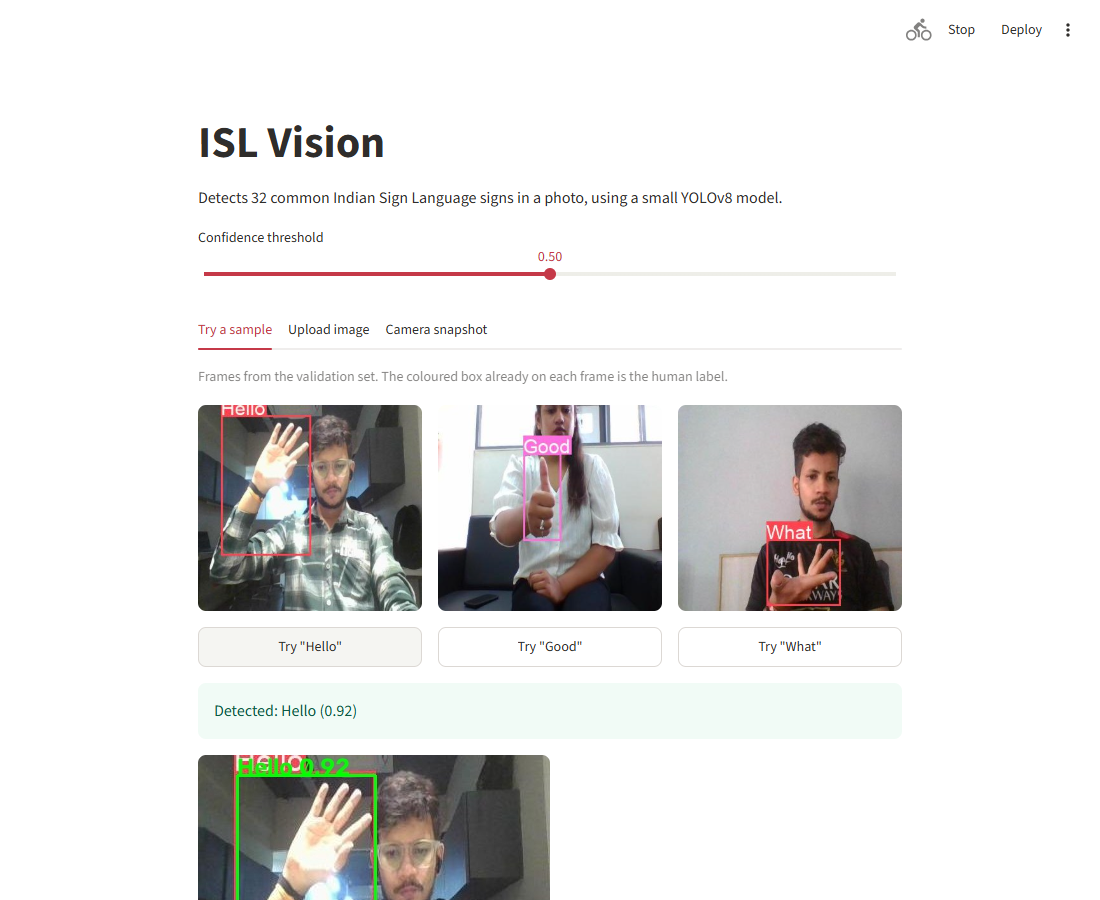 Stop Deploy
ISL Vision
Detects 32 common Indian Sign Language signs in a photo, using a small YOLOv8 model.
Confidence threshold
0.50
Try a sample Upload image Camera snapshot
Frames from the validation set. The coloured box already on each frame is the human label.
Hello
Good
What
Try "Hello" Try "Good" Try "What"
Detected: Hello (0.92)
Hello
Hello 0.92